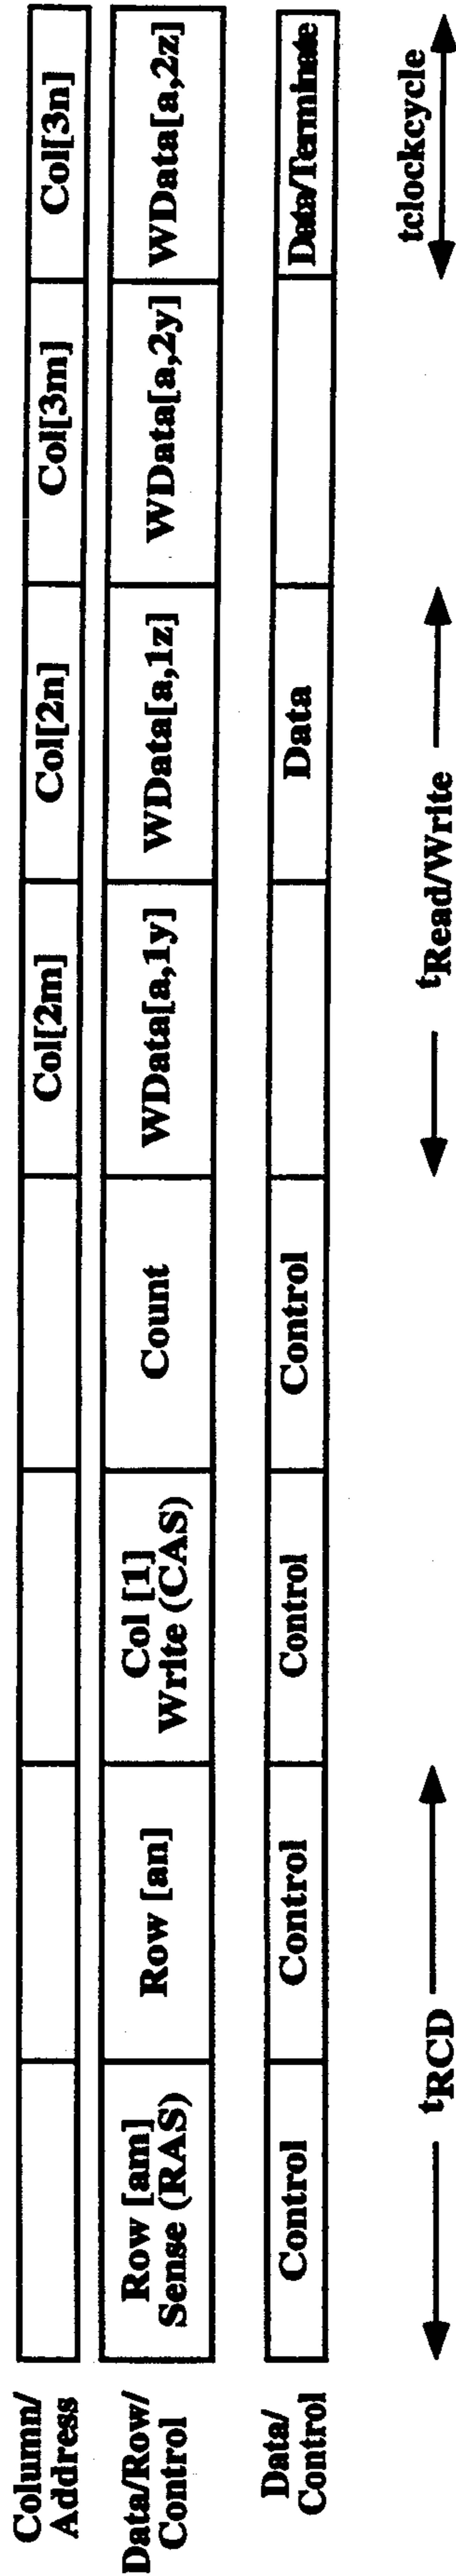 Column/
Address
Col[2m]
Col[2n]
Col[3m]
Col[3n]
Data/Row/
Control
Row [am]
Sense (RAS)
Row [an]
Col [1]
Write (CAS)
Count
WData[a,1y]
WData[a,1z]
WData[a,2y]
WData[a,2z]
Data/
Control
Control
Control
Control
Control
Data
Data/Terminate
tRCD
tRead/Write
tclockcycle